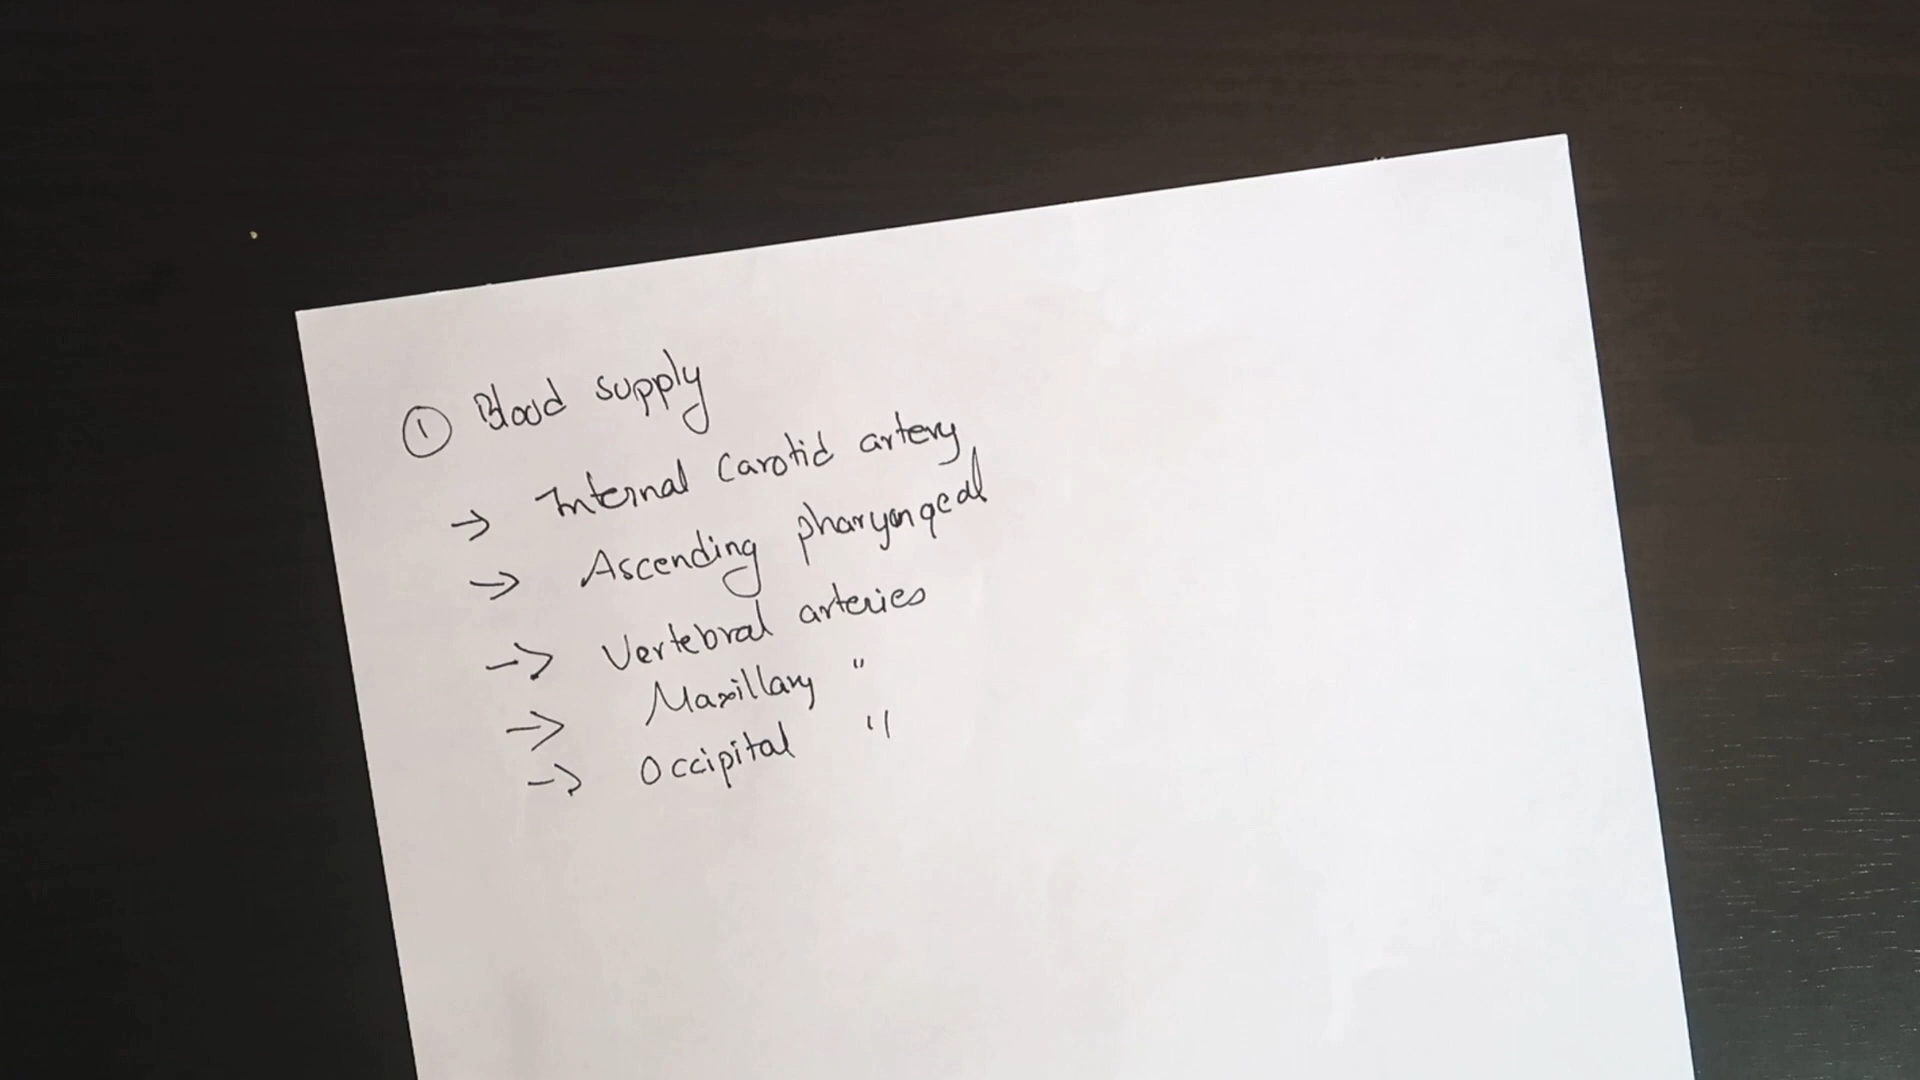 ① Blood supply
→ Internal Carotid artery
→ Ascending pharyngeal
→ Vertebral arteries
→ Maxillary "
→ Occipital "